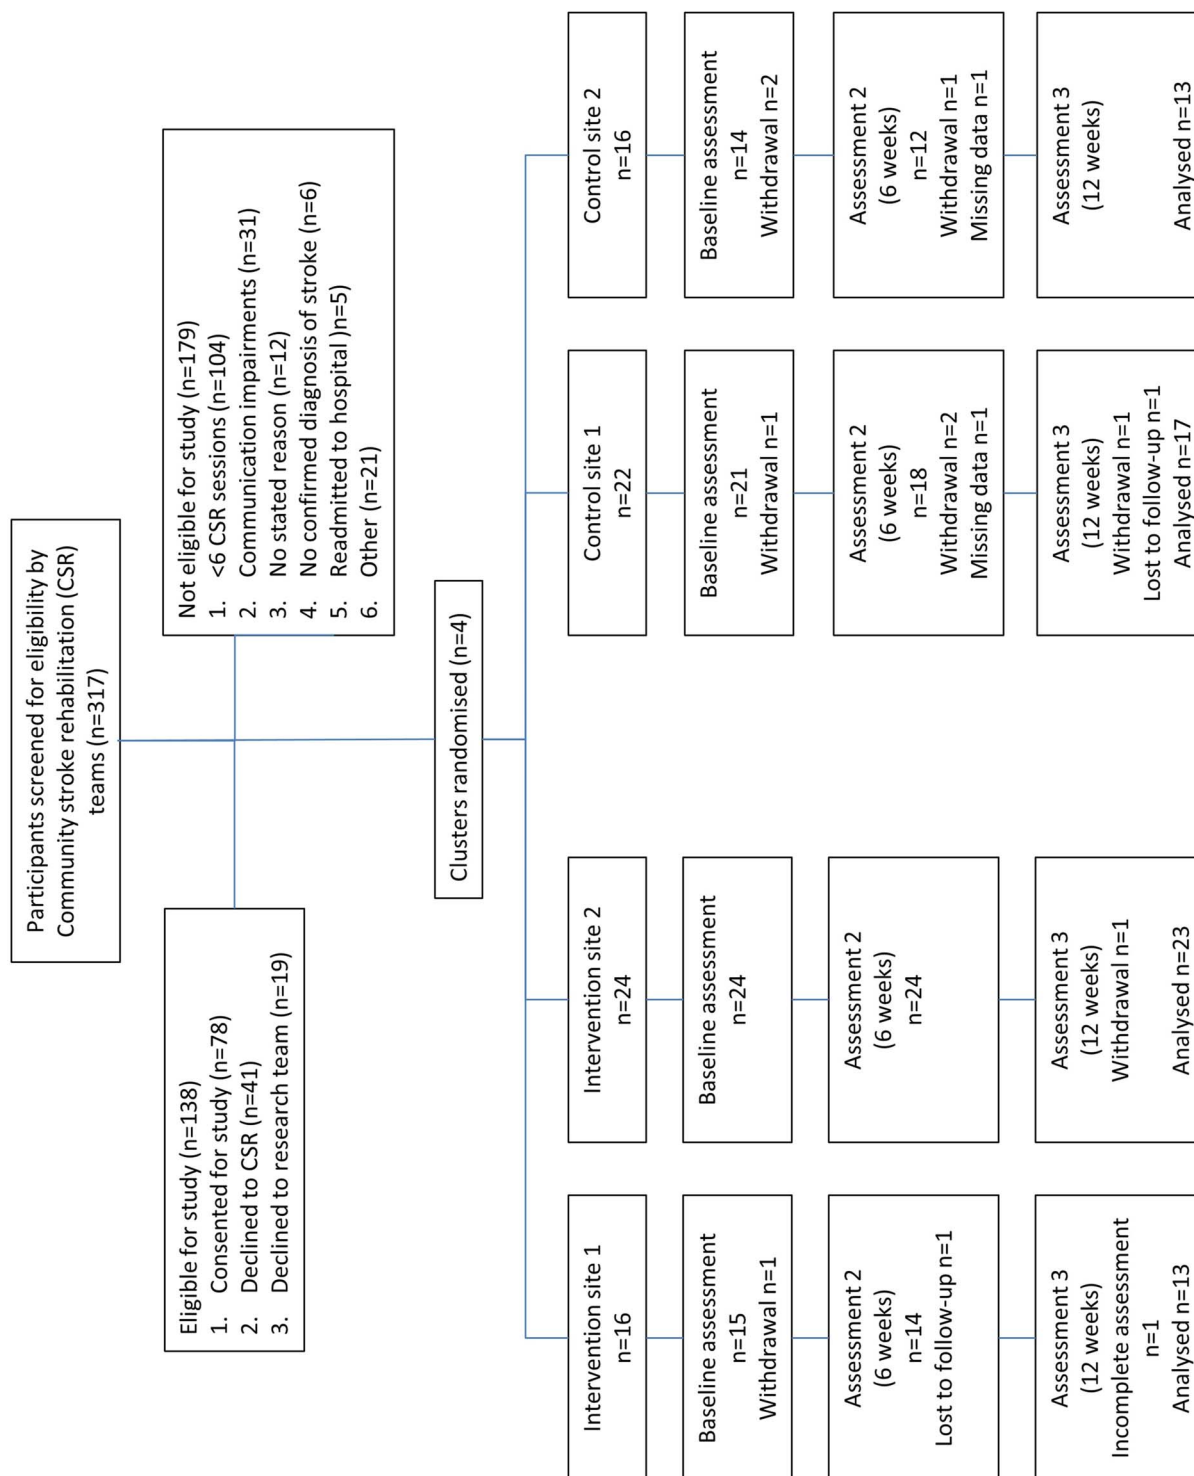 Participants screened for eligibility by
Community stroke rehabilitation (CSR)
teams (n=317)
Eligible for study (n=138)
1. Consented for study (n=78)
2. Declined to CSR (n=41)
3. Declined to research team (n=19)
Not eligible for study (n=179)
1. <6 CSR sessions (n=104)
2. Communication impairments (n=31)
3. No stated reason (n=12)
4. No confirmed diagnosis of stroke (n=6)
5. Readmitted to hospital )n=5)
6. Other (n=21)
Clusters randomised (n=4)
Intervention site 1
n=16
Baseline assessment
n=15
Withdrawal n=1
Assessment 2
(6 weeks)
n=14
Lost to follow-up n=1
Assessment 3
(12 weeks)
Incomplete assessment
n=1
Analysed n=13
Intervention site 2
n=24
Baseline assessment
n=24
Assessment 2
(6 weeks)
n=24
Assessment 3
(12 weeks)
Withdrawal n=1
Analysed n=23
Control site 1
n=22
Baseline assessment
n=21
Withdrawal n=1
Assessment 2
(6 weeks)
n=18
Withdrawal n=2
Missing data n=1
Assessment 3
(12 weeks)
Withdrawal n=1
Lost to follow-up n=1
Analysed n=17
Control site 2
n=16
Baseline assessment
n=14
Withdrawal n=2
Assessment 2
(6 weeks)
n=12
Withdrawal n=1
Missing data n=1
Assessment 3
(12 weeks)
Analysed n=13